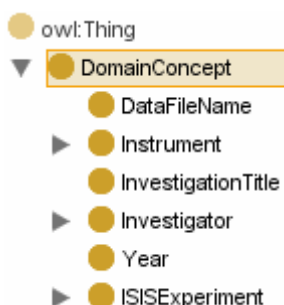 owl:Thing
DomainConcept
DataFileName
Instrument
InvestigationTitle
Investigator
Year
ISISExperiment